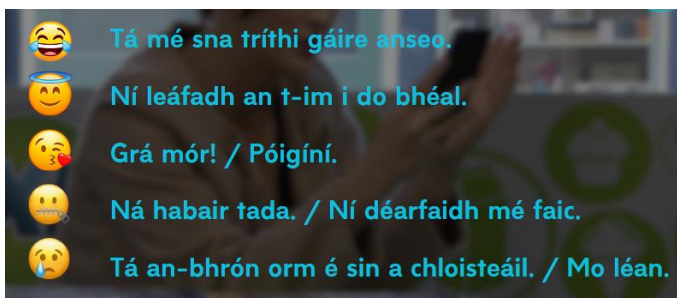 Tá mé sna tríthi gáire anseo.
Ní leáfadh an t-im i do bhéal.
Grá mór! / Póigíní.
Ná habair tada. / Ní déarfaidh mé faic.
Tá an-bhrón orm é sin a chloisteáil. / Mo léan.